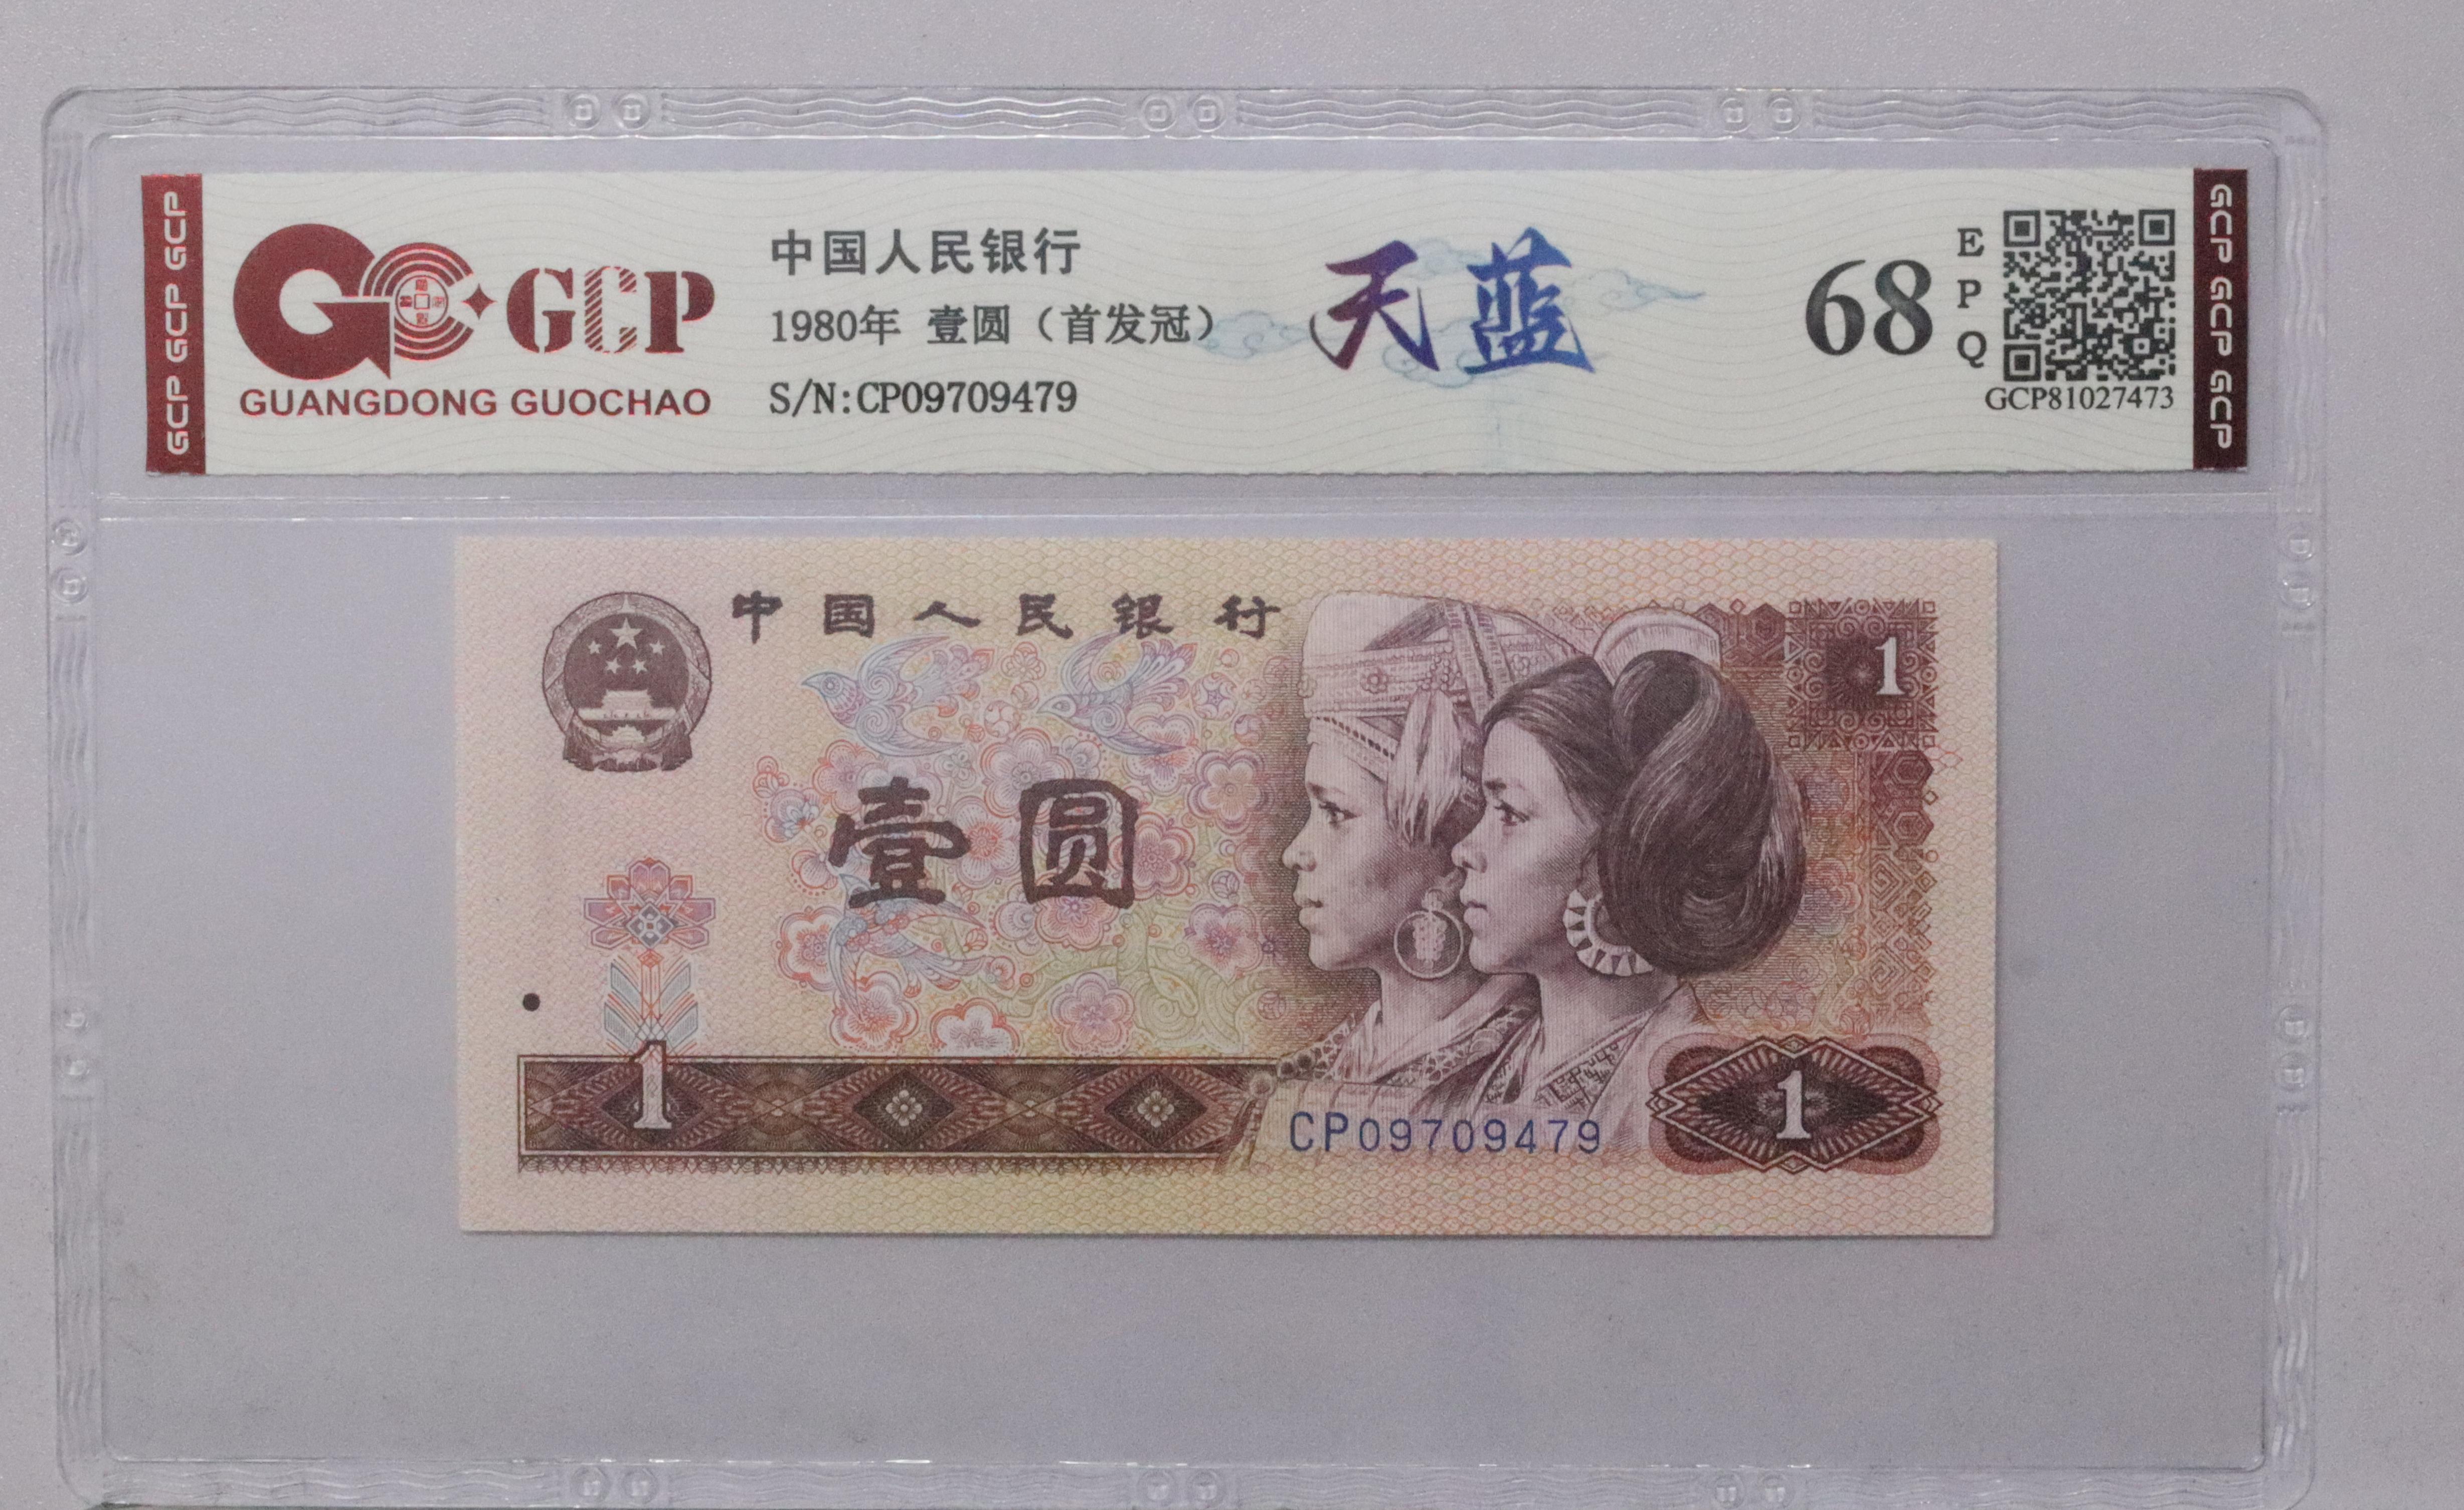 GCP GCP GCP
GCP
GUANGDONG GUOCHAO
中国人民银行
1980年 壹圆（首发冠）
S/N:CP09709479
天蓝
68
E
P
Q
GCP81027473
GCP GCP GCP
中国人民银行
1
壹圆
1
CP09709479
1